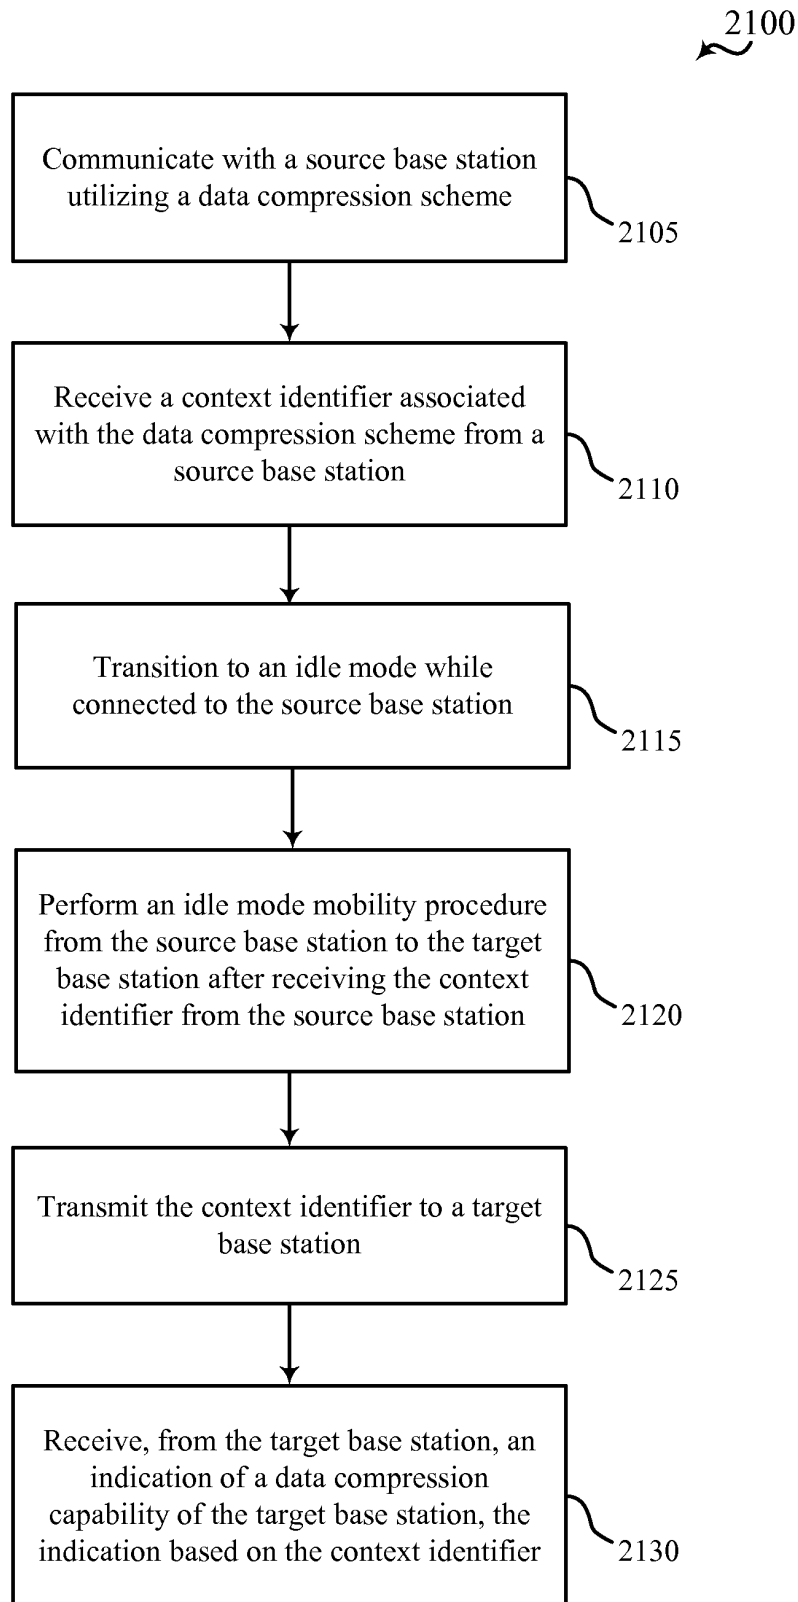 2100
Communicate with a source base station
utilizing a data compression scheme
2105
Receive a context identifier associated
with the data compression scheme from a
source base station
2110
Transition to an idle mode while
connected to the source base station
2115
Perform an idle mode mobility procedure
from the source base station to the target
base station after receiving the context
identifier from the source base station
2120
Transmit the context identifier to a target
base station
2125
Receive, from the target base station, an
indication of a data compression
capability of the target base station, the
indication based on the context identifier
2130